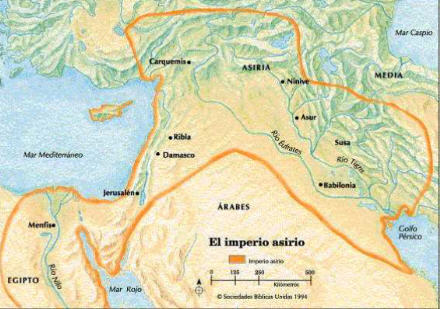 Mar Caspio
Carquemis
ASIRIA
Nínive
MEDIA
Asur
Ribla
Susa
Mar Mediterráneo
Damasco
Río Eufrates
Río Tigris
Jerusalén
Babilonia
ÁRABES
Menfis
Golfo
Pérsico
El imperio asirio
Imperio asirio
EGIPTO
Río Nilo
Mar Rojo
0 125 250 500
Kilómetros
© Sociedades Bíblicas Unidas 1994